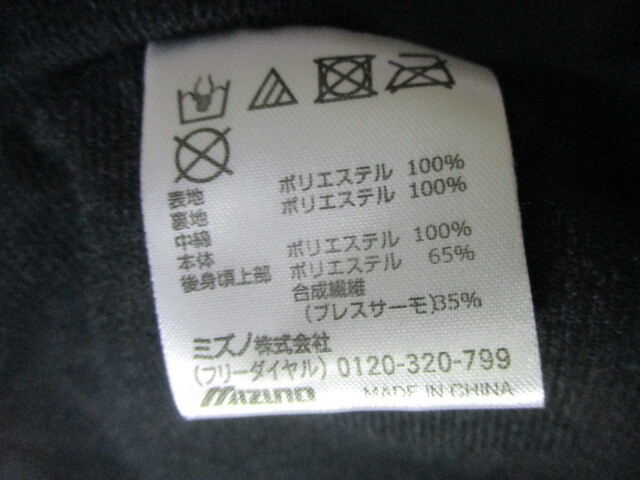 表地 ポリエステル 100%
裏地 ポリエステル 100%
中綿
本体 ポリエステル 100%
後身頃上部 ポリエステル 65%
合成繊維
(ブレスサーモ)35%
ミズノ株式会社
(フリーダイヤル) 0120-320-799
mizuno MADE IN CHINA